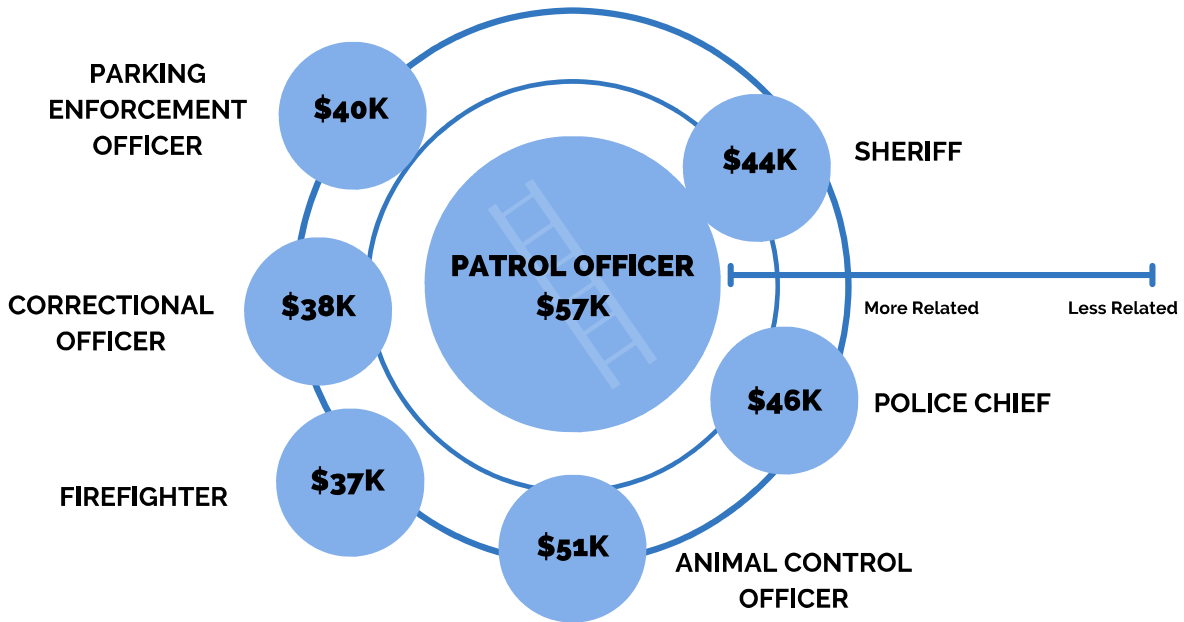 PARKING
ENFORCEMENT
OFFICER
$40K
$44K
SHERIFF
PATROL OFFICER
$57K
More Related
Less Related
CORRECTIONAL
OFFICER
$38K
$46K
POLICE CHIEF
FIREFIGHTER
$37K
$51K
ANIMAL CONTROL
OFFICER